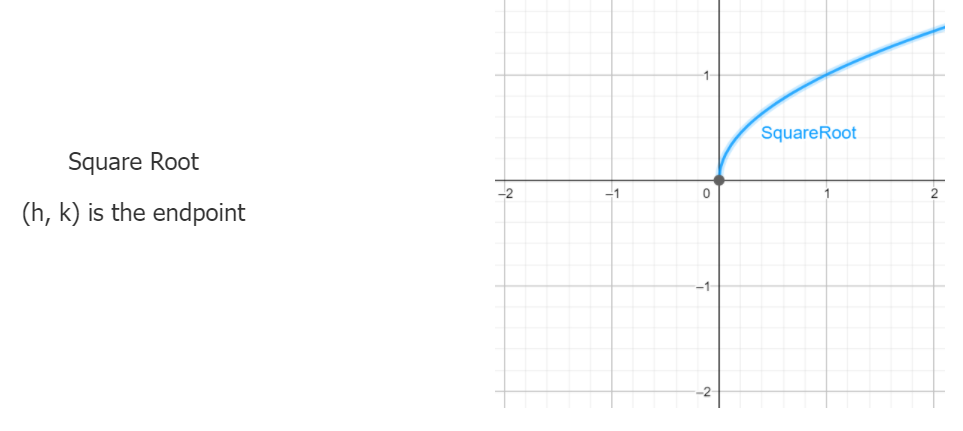 Square Root
(h, k) is the endpoint
1
SquareRoot
–2
–1
0
1
2
–1
–2